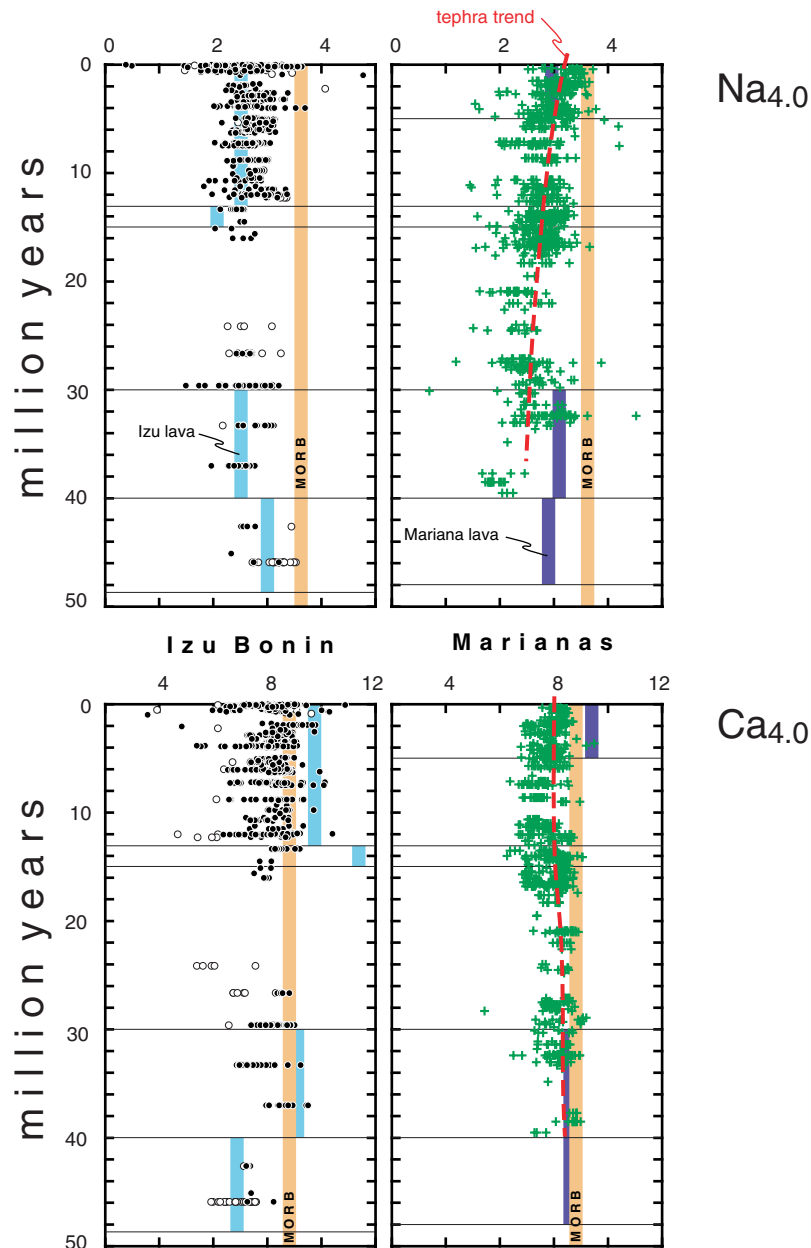 tephra trend
0 2 4
0 2 4
Na4.0
0
10
20
30
40
50
million years
Izu lava
MORB
MORB
Mariana lava
Izu Bonin
Marianas
4 8 12
4 8 12
Ca4.0
0
10
20
30
40
50
million years
MORB
MORB